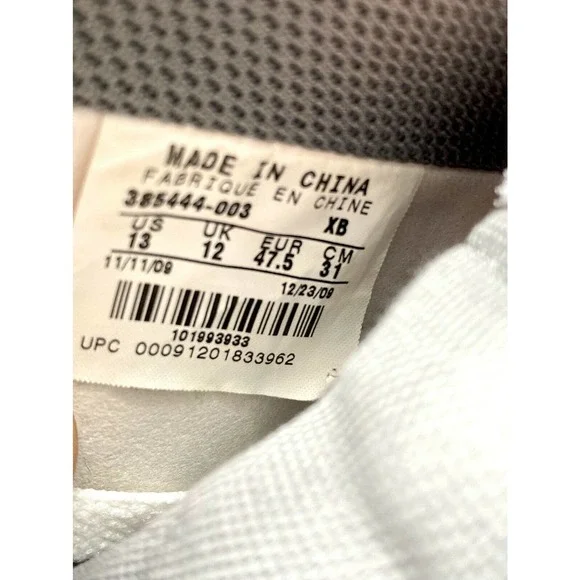 MADE IN CHINA
FABRIQUE EN CHINE
385444-003 XB
US UK EUR CM
13 12 47.5 31
11/11/09 12/23/09
101993933
UPC 00091201833962